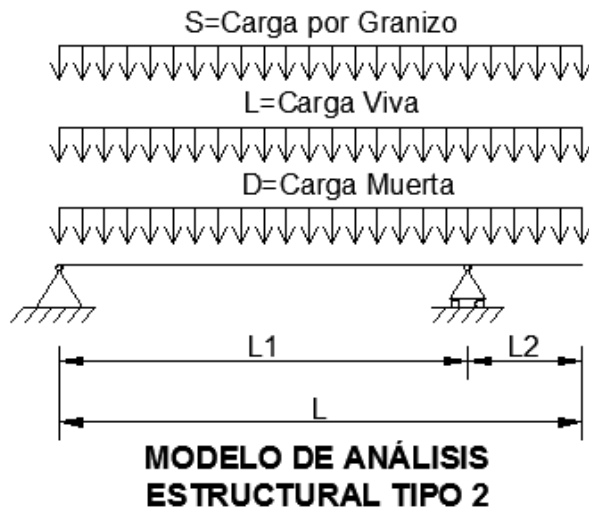 S=Carga por Granizo
L=Carga Viva
D=Carga Muerta
L1
L2
L
MODELO DE ANÁLISIS
ESTRUCTURAL TIPO 2